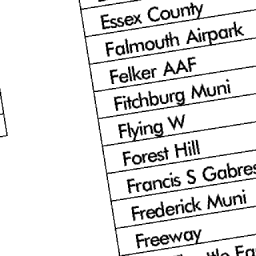 Essex County
Falmouth Airpark
Felker AAF
Fitchburg Muni
Flying W
Forest Hill
Francis S Gabres
Frederick Muni
Freeway